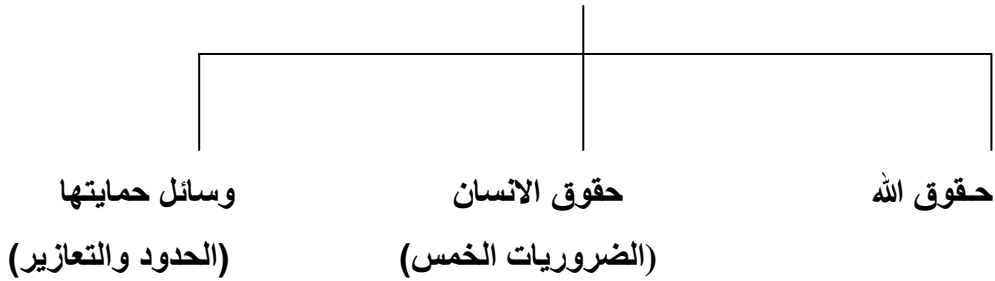 حقوق الله
حقوق الانسان
(الضروريات الخمس)
وسائل حمايتها
(الحدود والتعازير)